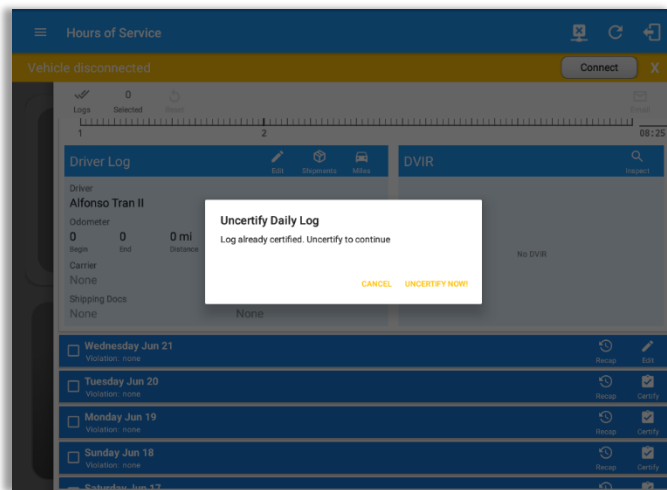 Hours of Service
Vehicle disconnected
Connect
X
0
Logs
Selected
Reset
Email
1
2
08:25
Driver Log
Edit
Shipments
Miles
DVIR
Inspect
Driver
Alfonso Tran II
Odometer
0
0
0 mi
Begin
End
Distance
Carrier
None
Shipping Docs
None
None
No DVIR
Uncertify Daily Log
Log already certified. Uncertify to continue
CANCEL
UNCERTIFY NOW!
Wednesday Jun 21
Violation: none
Recap
Edit
Tuesday Jun 20
Violation: none
Recap
Certify
Monday Jun 19
Violation: none
Recap
Certify
Sunday Jun 18
Violation: none
Recap
Certify
Saturday Jun 17